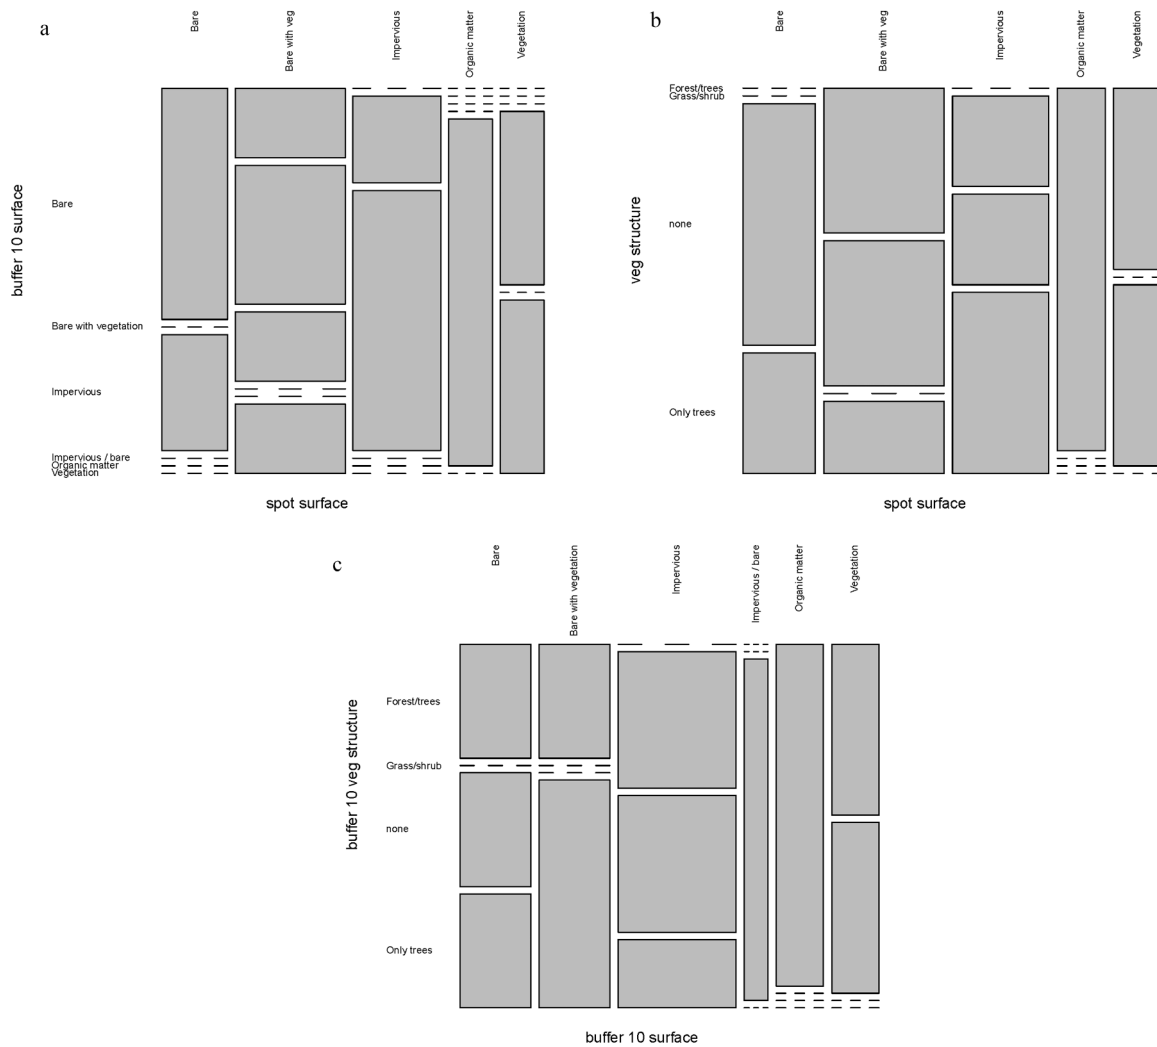 a
Bare
Bare with veg
Impervious
Organic matter
Vegetation
buffer 10 surface
Bare
Bare with vegetation
Impervious
Impervious / bare
Organic matter
Vegetation
spot surface
b
Bare
Bare with veg
Impervious
Organic matter
Vegetation
veg structure
Forest/trees
Grass/shrub
none
Only trees
spot surface
c
Bare
Bare with vegetation
Impervious
Impervious / bare
Organic matter
Vegetation
buffer 10 veg structure
Forest/trees
Grass/shrub
none
Only trees
buffer 10 surface